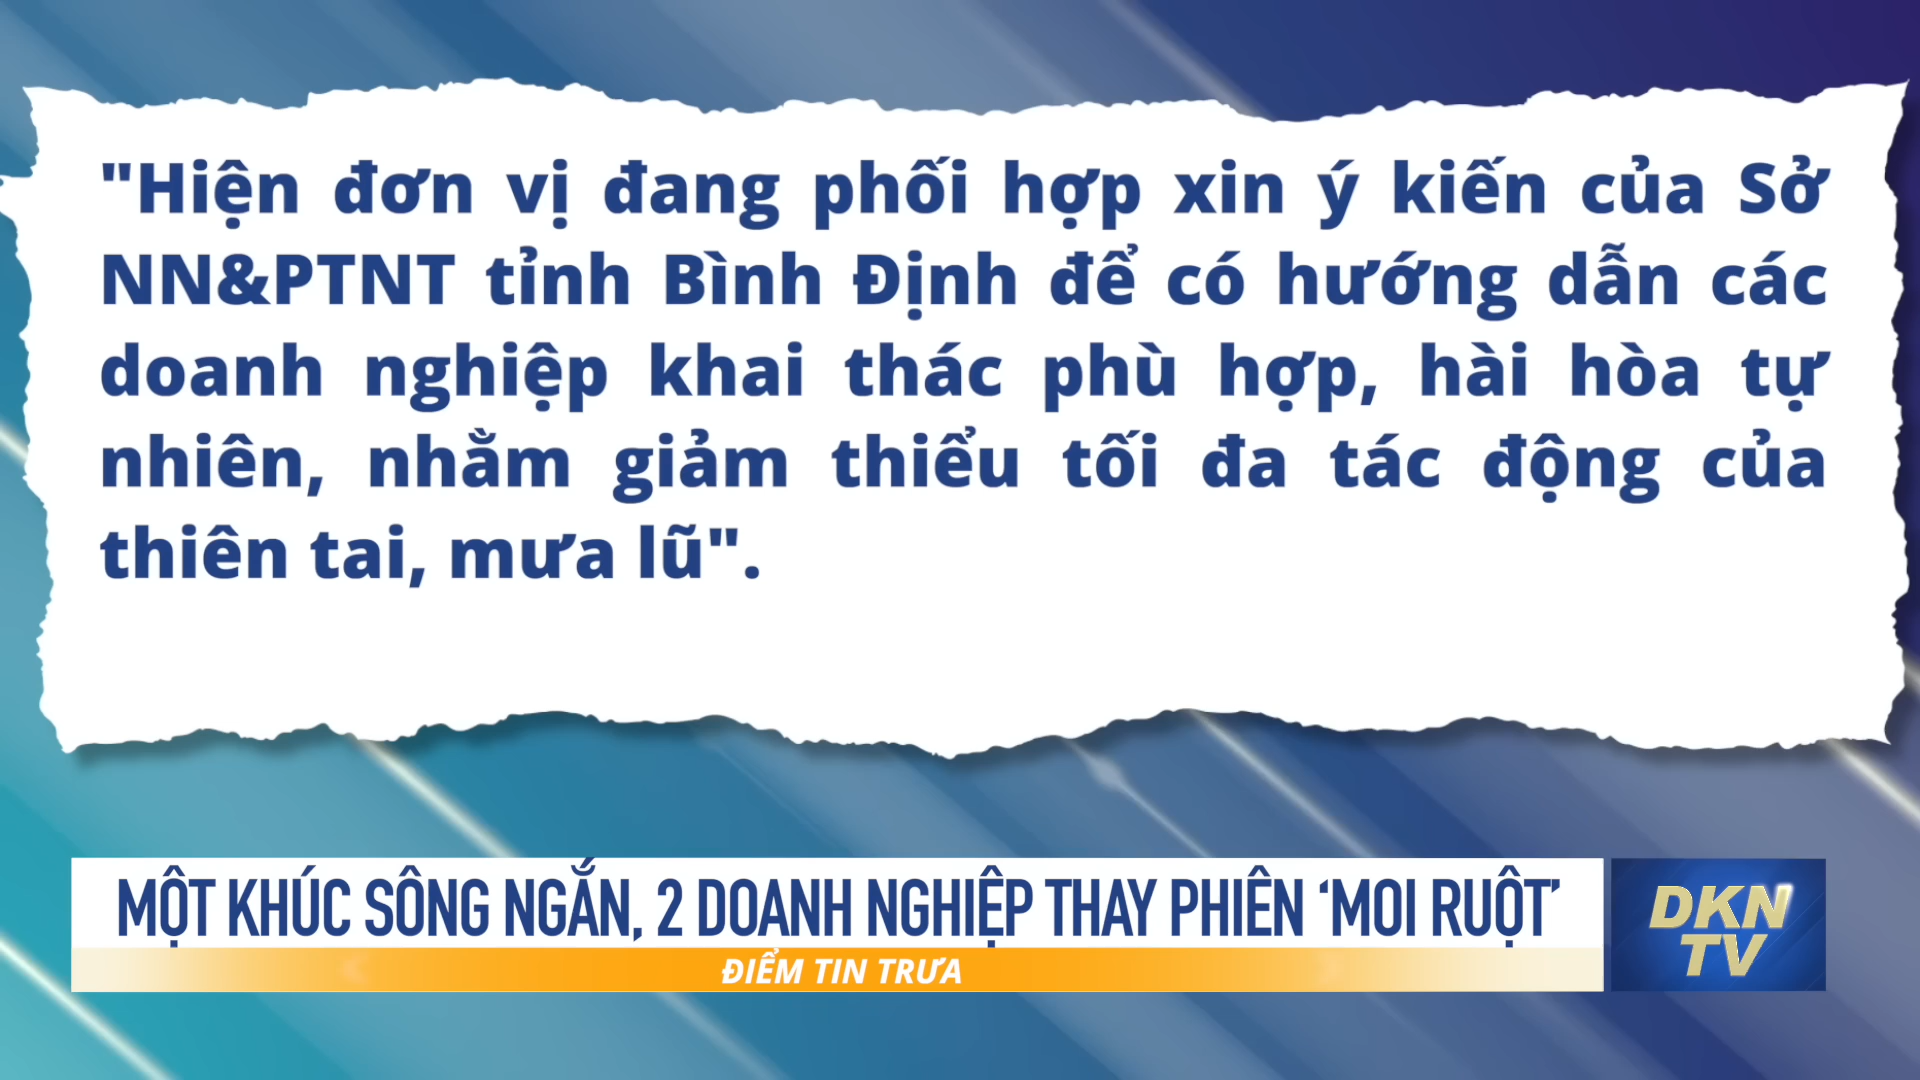 "Hiện đơn vị đang phối hợp xin ý kiến của Sở
NN&PTNT tỉnh Bình Định để có hướng dẫn các
doanh nghiệp khai thác phù hợp, hài hòa tự
nhiên, nhằm giảm thiểu tối đa tác động của
thiên tai, mưa lũ".
MỘT KHÚC SÔNG NGẮN, 2 DOANH NGHIỆP THAY PHIÊN ‘MOI RUỘT’
ĐIỂM TIN TRƯA
DKN
TV